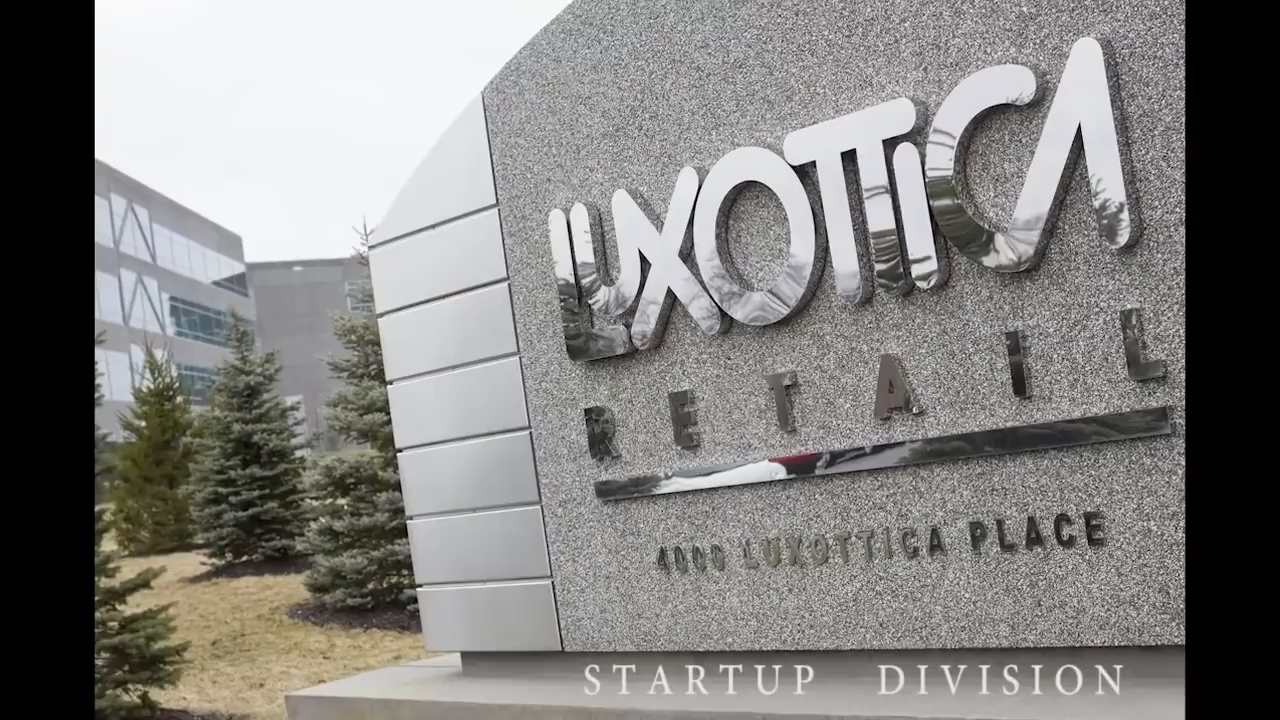 LUXOTTICA
RETAIL
4000 LUXOTTICA PLACE
STARTUP DIVISION